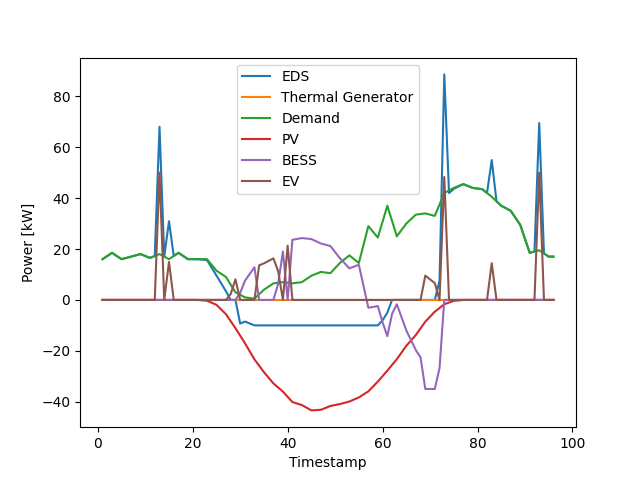 EDS
Thermal Generator
Demand
PV
BESS
EV
80
60
40
20
0
−20
−40
Power [kW]
0 20 40 60 80 100
Timestamp